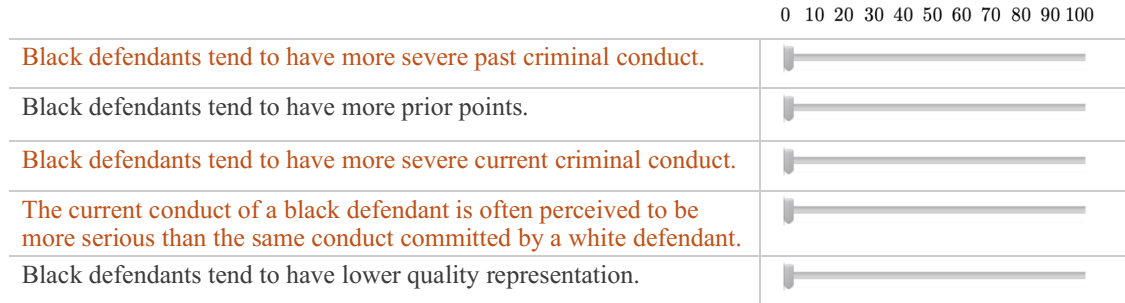 0 10 20 30 40 50 60 70 80 90 100
Black defendants tend to have more severe past criminal conduct.
Black defendants tend to have more prior points.
Black defendants tend to have more severe current criminal conduct.
The current conduct of a black defendant is often perceived to be
more serious than the same conduct committed by a white defendant.
Black defendants tend to have lower quality representation.